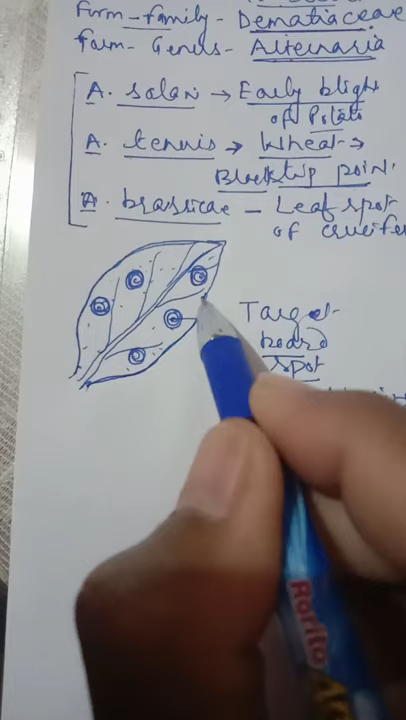 Form-family- Dematiaceae
Form- Genus- Alternaria
A. solani → Early blight
of Potato
A. tenuis → Wheat →
Black tip point
A. brassicae - Leaf spot
of crucifer
Target
board
spot
Rorito